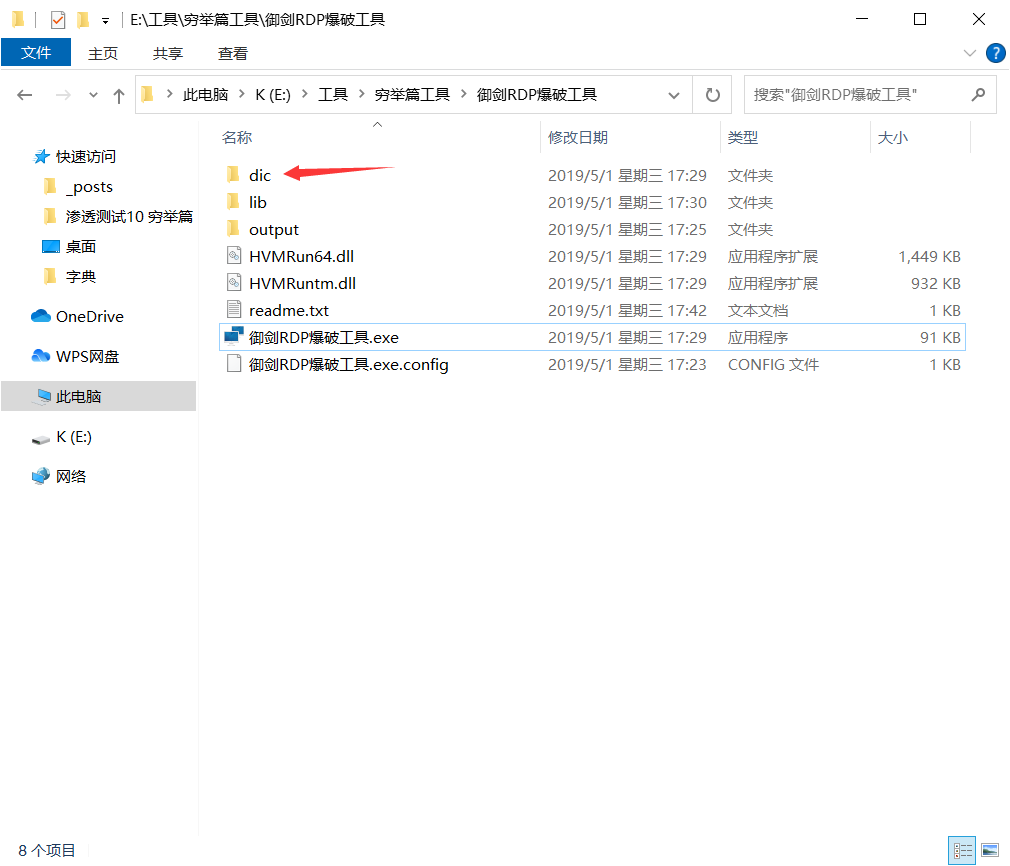 E:\工具\穷举篇工具\御剑RDP爆破工具
文件 主页 共享 查看
此电脑 K (E:) 工具 穷举篇工具 御剑RDP爆破工具 搜索"御剑RDP爆破工具"
名称 修改日期 类型 大小
快速访问
_posts
渗透测试10 穷举篇
桌面
字典
OneDrive
WPS网盘
此电脑
K (E:)
网络
dic 2019/5/1 星期三 17:29 文件夹
lib 2019/5/1 星期三 17:30 文件夹
output 2019/5/1 星期三 17:25 文件夹
HVMRun64.dll 2019/5/1 星期三 17:29 应用程序扩展 1,449 KB
HVMRuntm.dll 2019/5/1 星期三 17:29 应用程序扩展 932 KB
readme.txt 2019/5/1 星期三 17:42 文本文档 1 KB
御剑RDP爆破工具.exe 2019/5/1 星期三 17:29 应用程序 91 KB
御剑RDP爆破工具.exe.config 2019/5/1 星期三 17:23 CONFIG 文件 1 KB
8 个项目